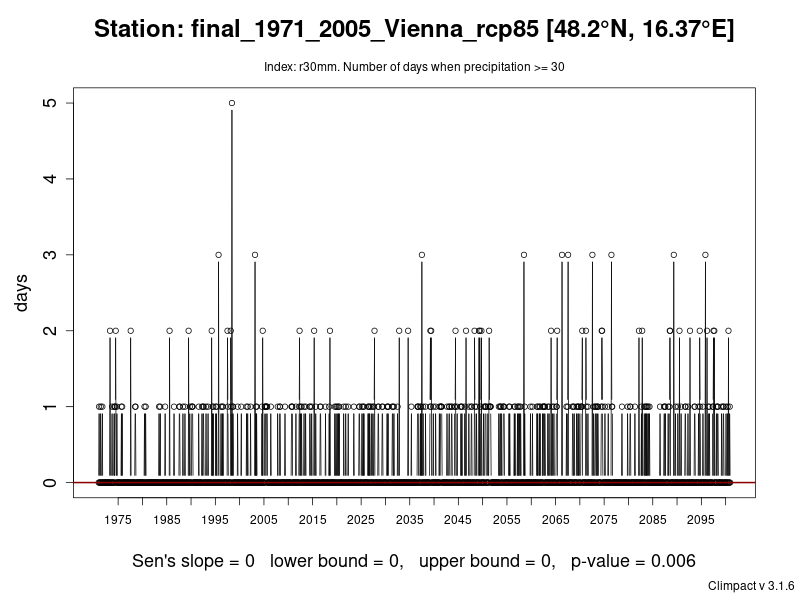 Station: final_1971_2005_Vienna_rcp85 [48.2°N, 16.37°E]
Index: r30mm. Number of days when precipitation >= 30
5
4
3
2
1
0
days
1975 1985 1995 2005 2015 2025 2035 2045 2055 2065 2075 2085 2095
Sen's slope = 0 lower bound = 0, upper bound = 0, p-value = 0.006
Climpact v 3.1.6